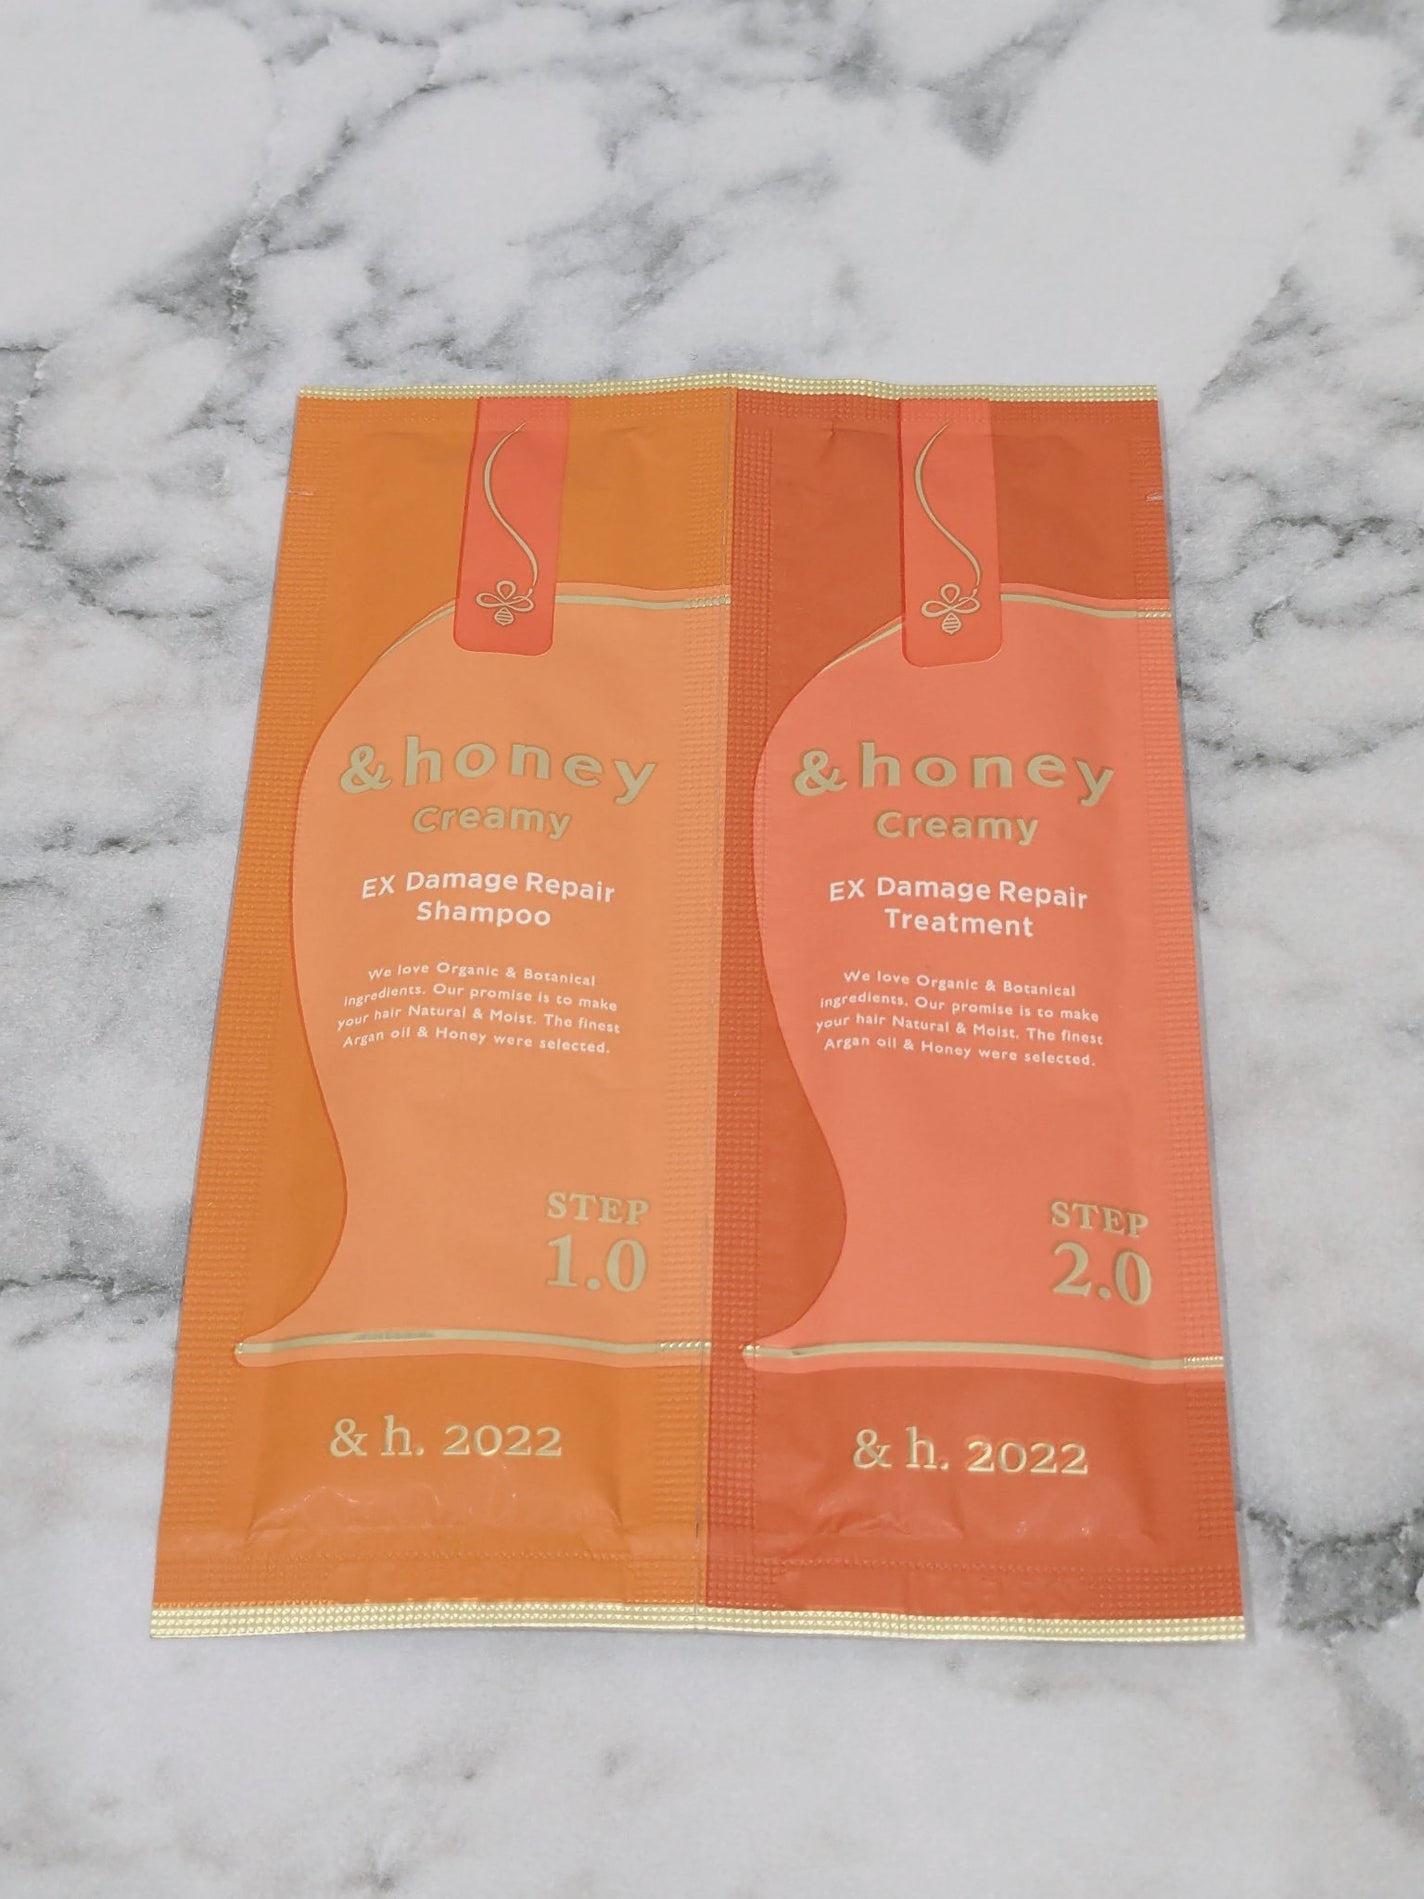 &honey
Creamy
EX Damage Repair
Shampoo
We love Organic & Botanical
ingredients. Our promise is to make
your hair Natural & Moist. The finest
Argan oil & Honey were selected.
STEP
1.0
& h. 2022
&honey
Creamy
EX Damage Repair
Treatment
We love Organic & Botanical
ingredients. Our promise is to make
your hair Natural & Moist. The finest
Argan oil & Honey were selected.
STEP
2.0
& h. 2022